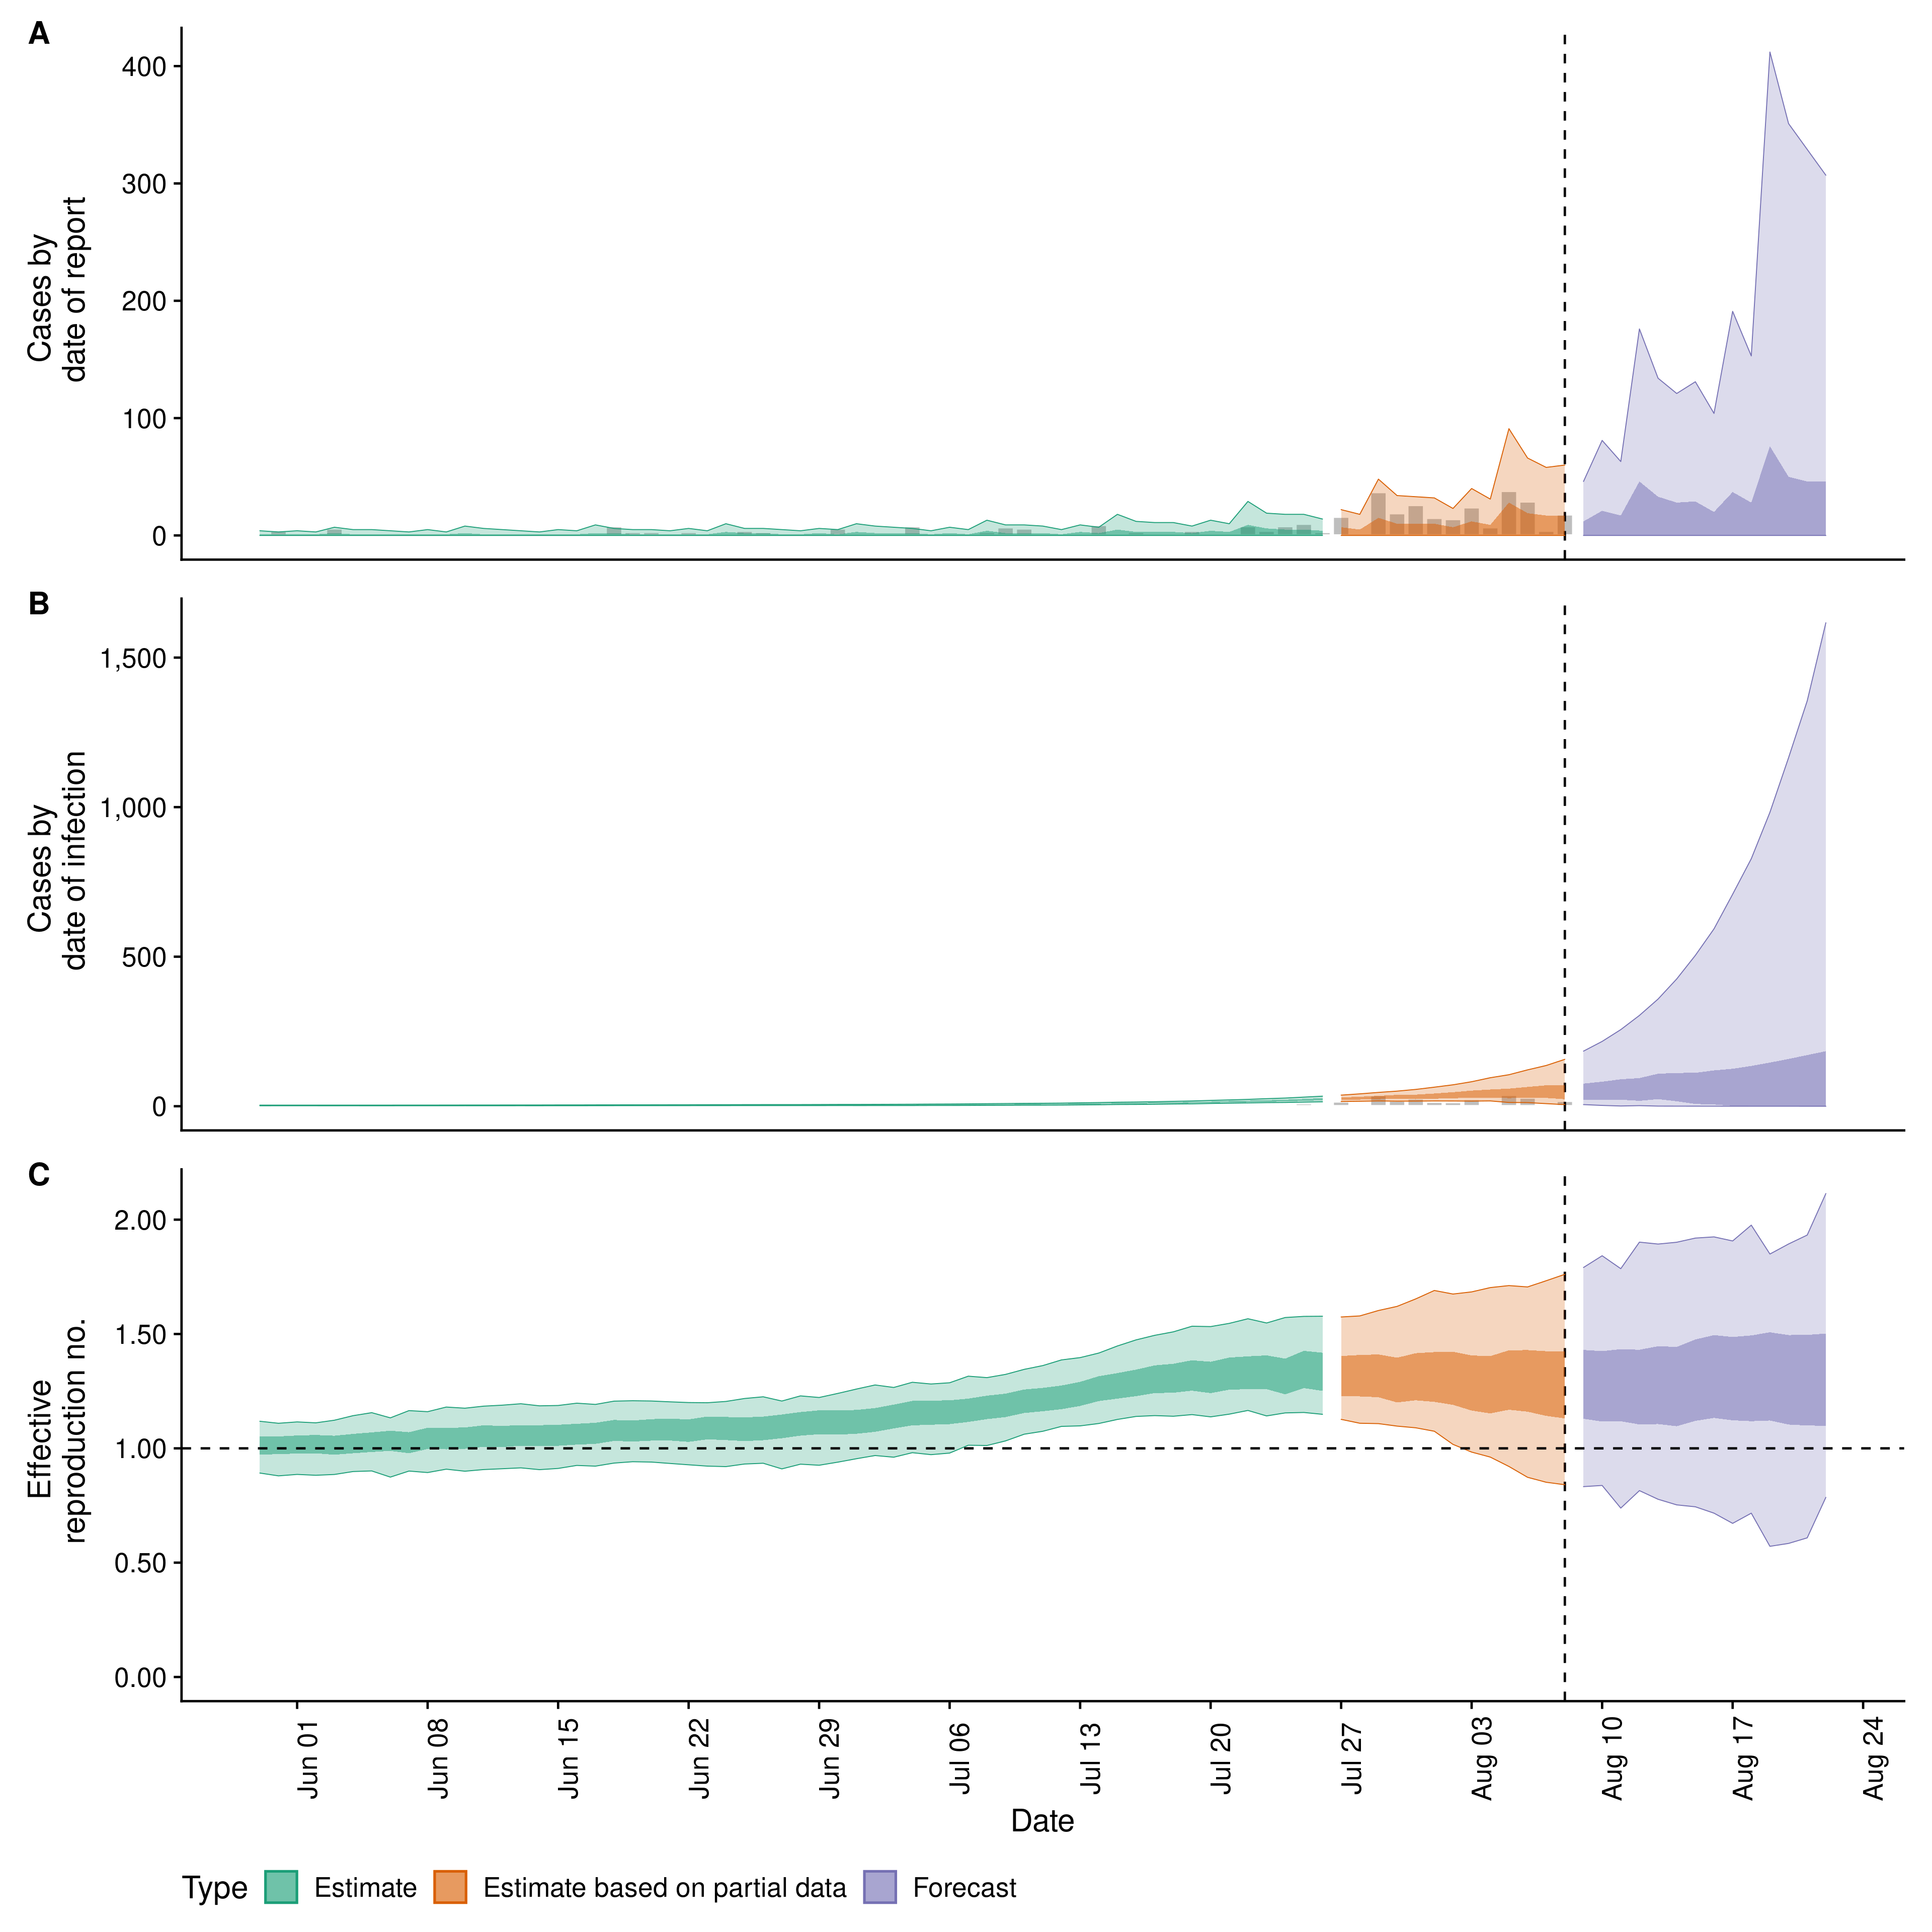 A
Cases by
date of report
400
300
200
100
0
B
Cases by
date of infection
1,500
1,000
500
0
C
Effective
reproduction no.
2.00
1.50
1.00
0.50
0.00
Jun 01
Jun 08
Jun 15
Jun 22
Jun 29
Jul 06
Jul 13
Jul 20
Jul 27
Aug 03
Aug 10
Aug 17
Aug 24
Date
Type Estimate Estimate based on partial data Forecast